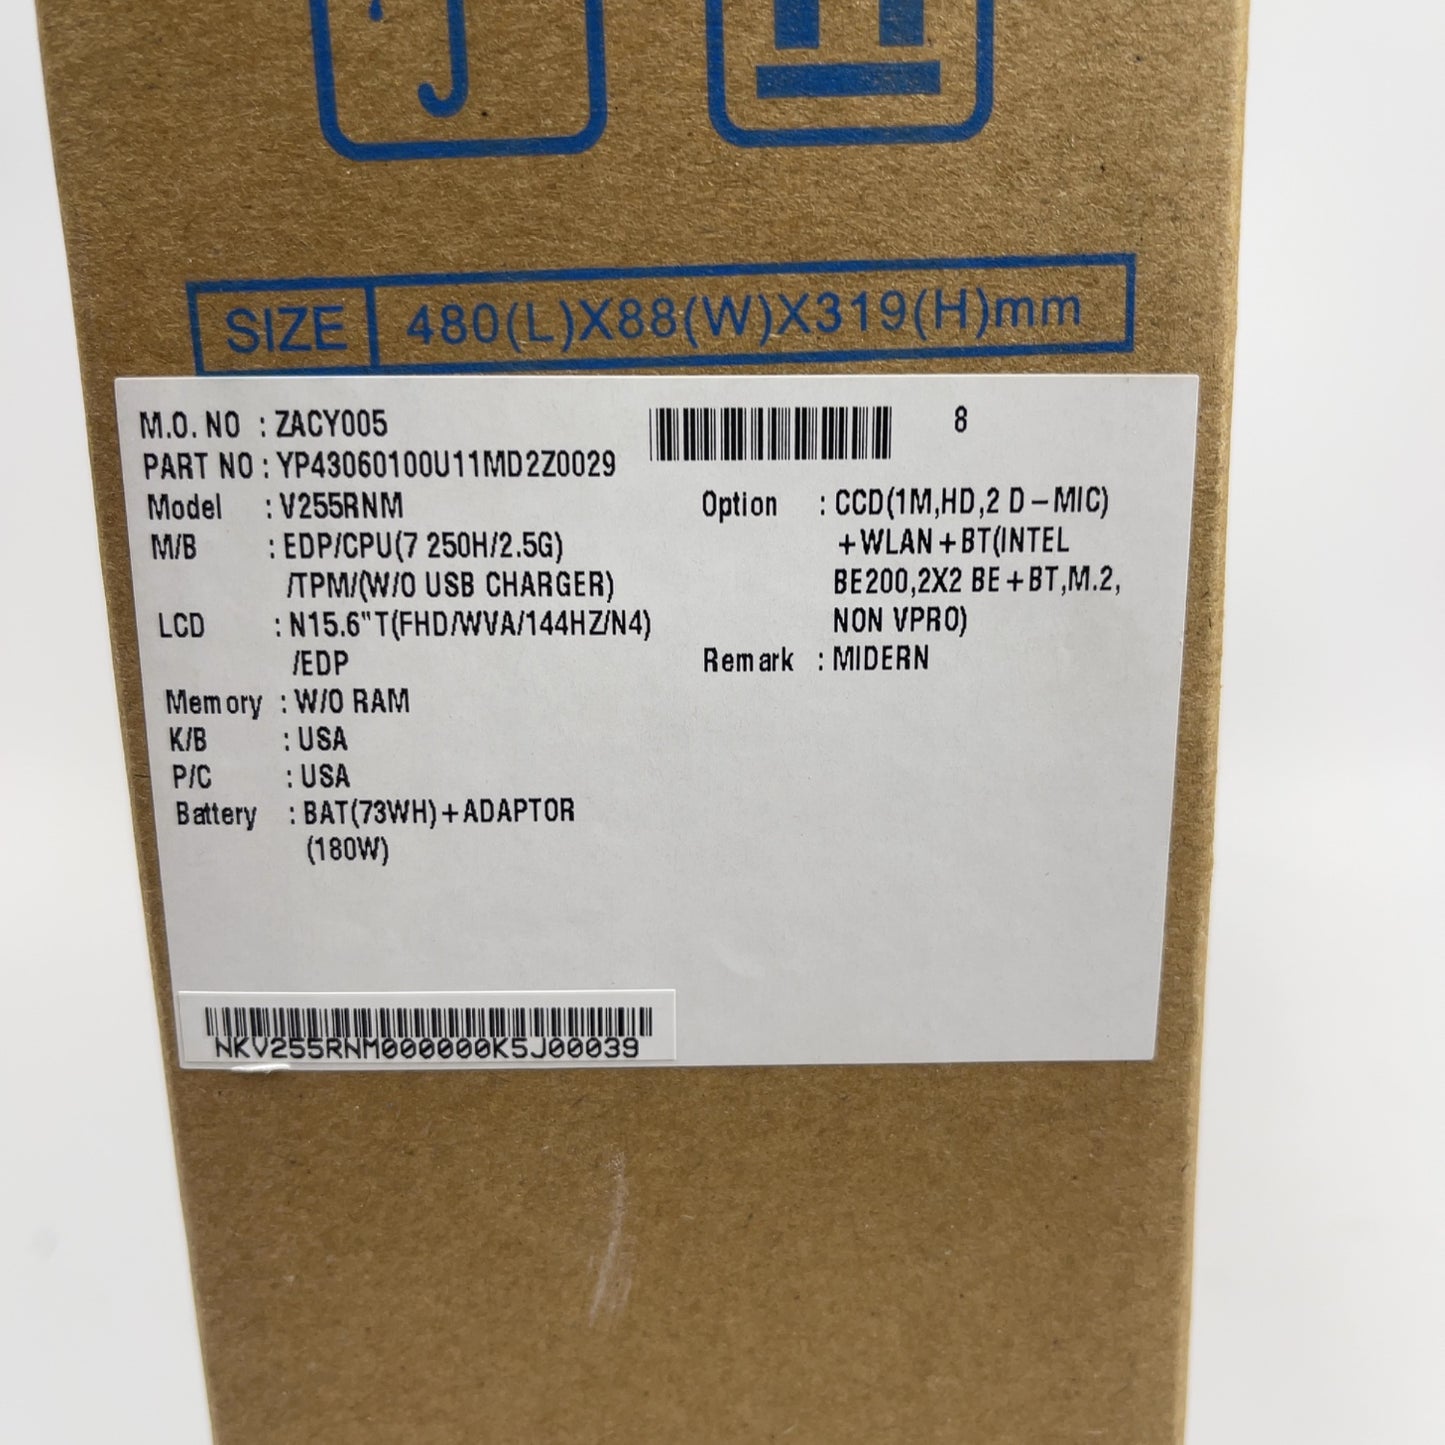 SIZE 480(L)X88(W)X319(H)mm
M.O. NO : ZACY005
8
PART NO : YP43060100U11MD2Z0029
Model : V255RNM
M/B : EDP/CPU(7 250H/2.5G)
/TPM/(W/O USB CHARGER)
LCD : N15.6"T(FHD/WVA/144HZ/N4)
/EDP
Memory : W/O RAM
K/B : USA
P/C : USA
Battery : BAT(73WH)+ADAPTOR
(180W)
Option : CCD(1M,HD,2 D-MIC)
+WLAN+BT(INTEL
BE200,2X2 BE+BT,M.2,
NON VPRO)
Remark : MIDERN
NKV255RNM000000K5J00039